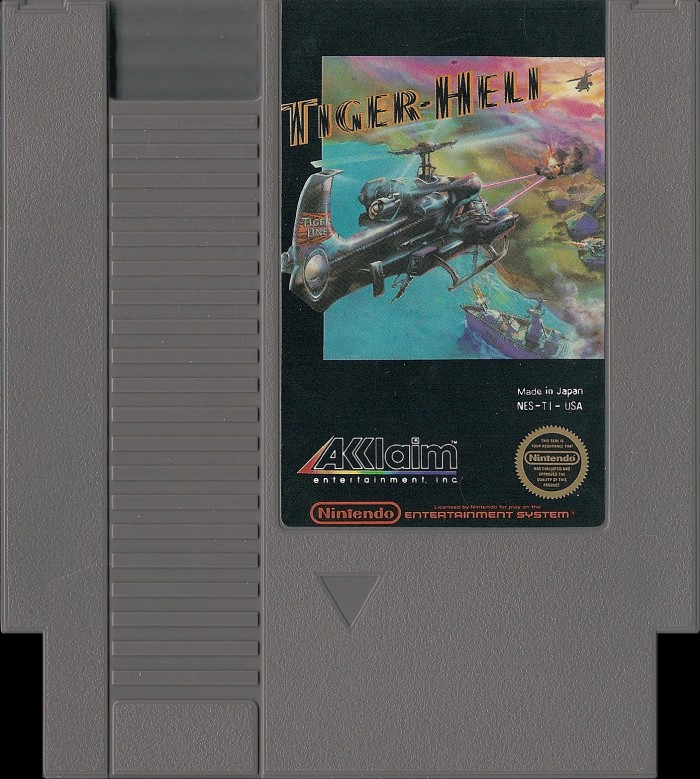 TIGER-HELI
TIGER
LINE
Made in Japan
NES-TI-USA
AKKlaim™
entertainment, inc.
THIS SEAL IS
YOUR ASSURANCE THAT
Nintendo
HAS EVALUATED AND
APPROVED THE
QUALITY OF THIS
PRODUCT
Licensed by Nintendo for play on the
Nintendo ENTERTAINMENT SYSTEM®